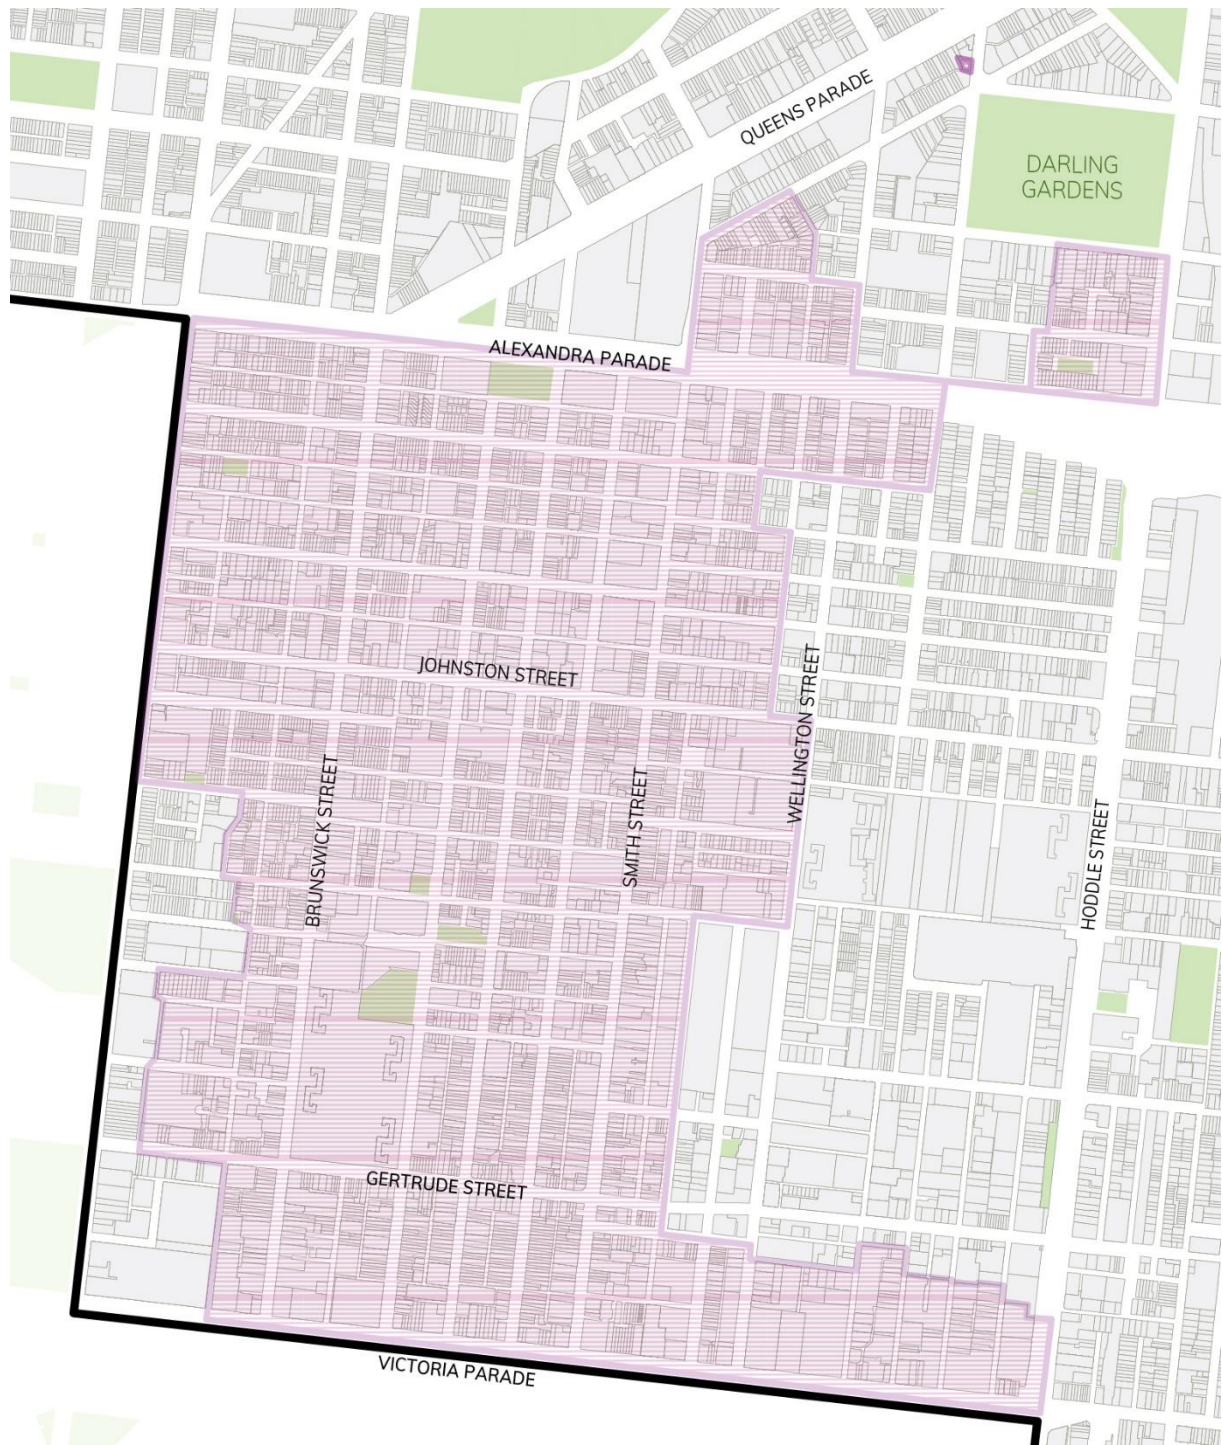 QUEENS PARADE
DARLING
GARDENS
ALEXANDRA PARADE
JOHNSTON STREET
WELLINGTON STREET
BRUNSWICK STREET
SMITH STREET
HODDLE STREET
GERTRUDE STREET
VICTORIA PARADE